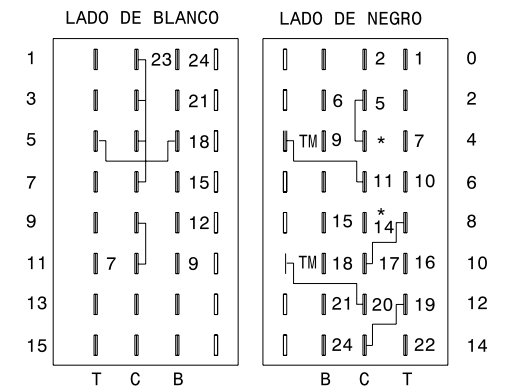 LADO DE BLANCO LADO DE NEGRO
1 23 24 2 1 0
3 21 6 5 2
5 18 TM 9 * 7 4
7 15 11 10 6
9 12 15 * 14 8
11 7 9 TM 18 17 16 10
13 21 20 19 12
15 24 22 14
T C B B C T